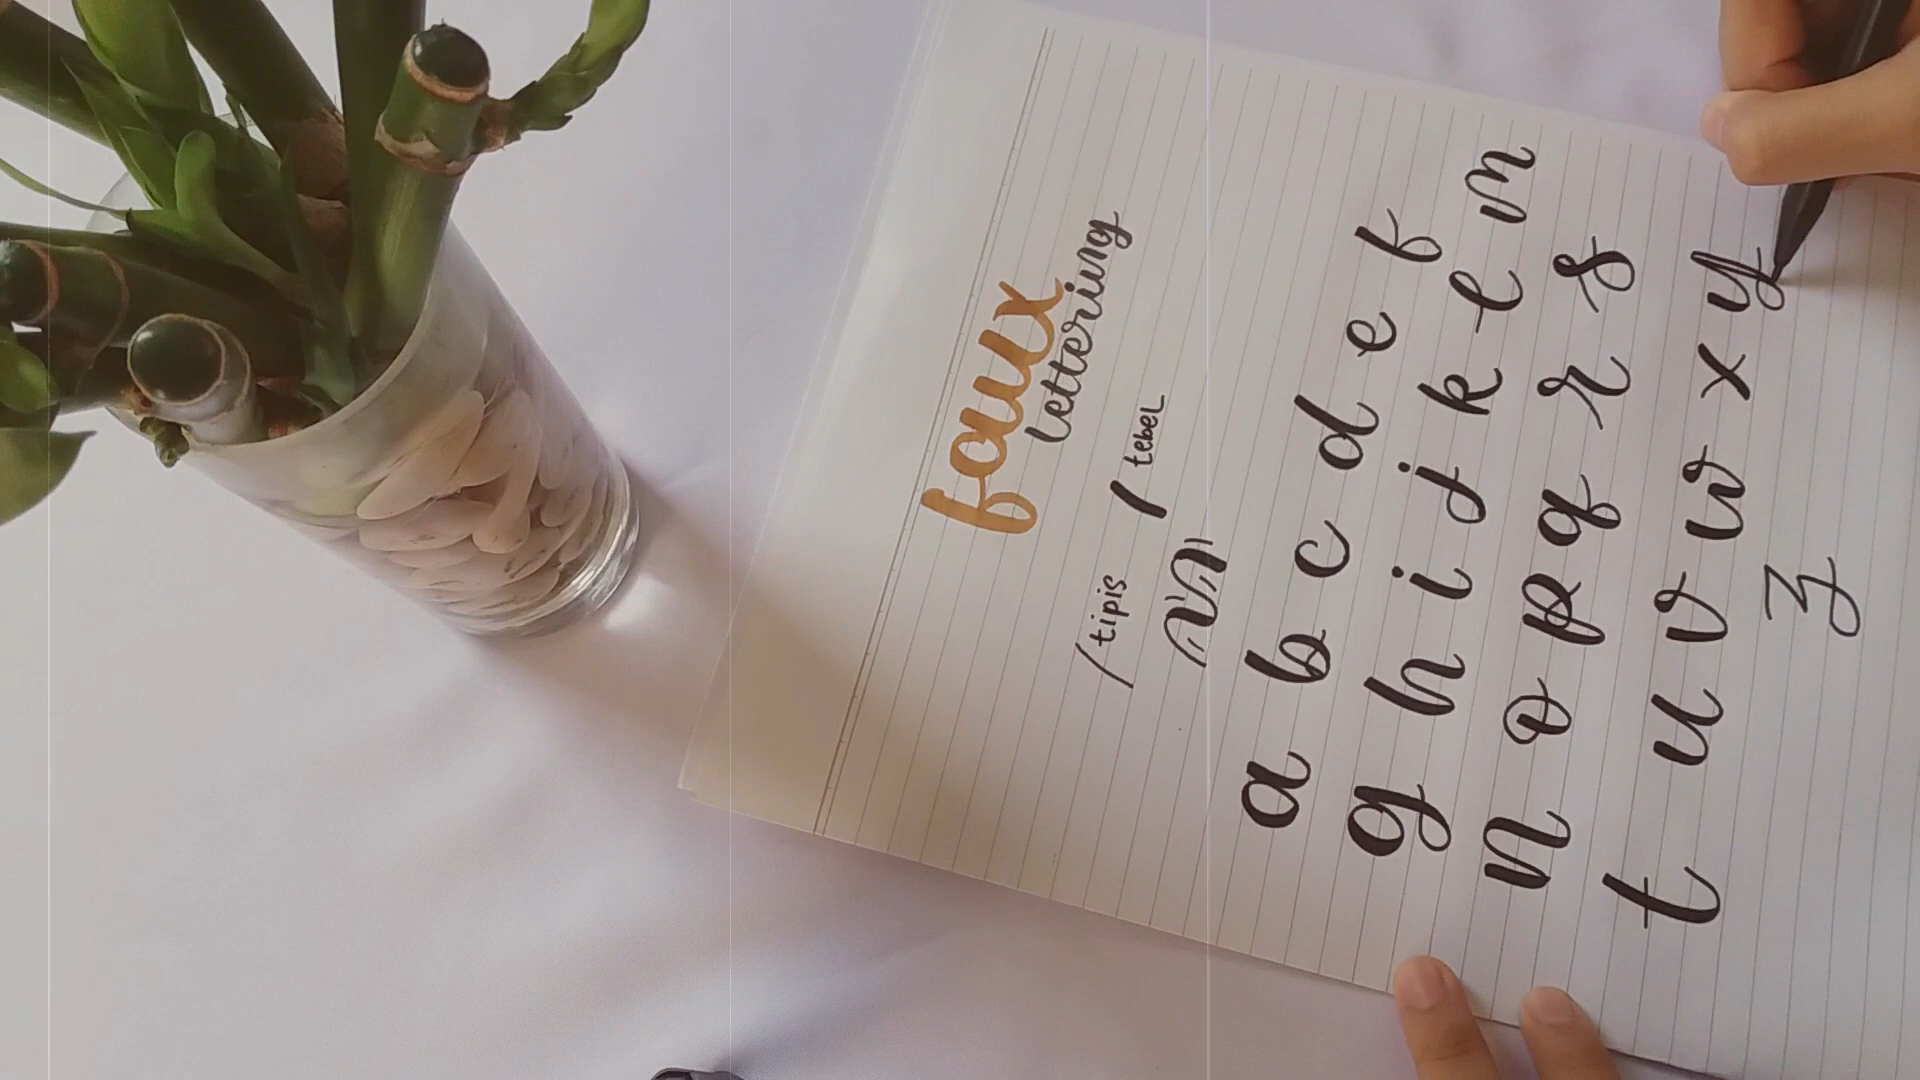 faux
lettering
/ tipis / tebel
a b c d e f
g h i j k l m
n o p q r s
t u v w x y
z